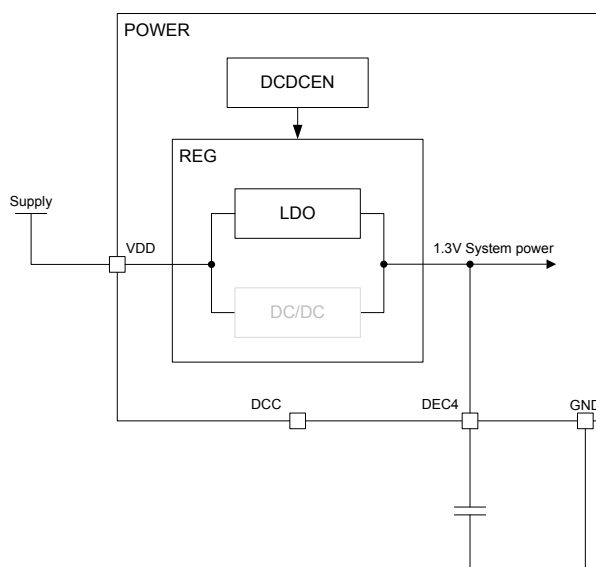 POWER
DCDCEN
REG
Supply
LDO
VDD
1.3V System power
DC/DC
DCC
DEC4
GND